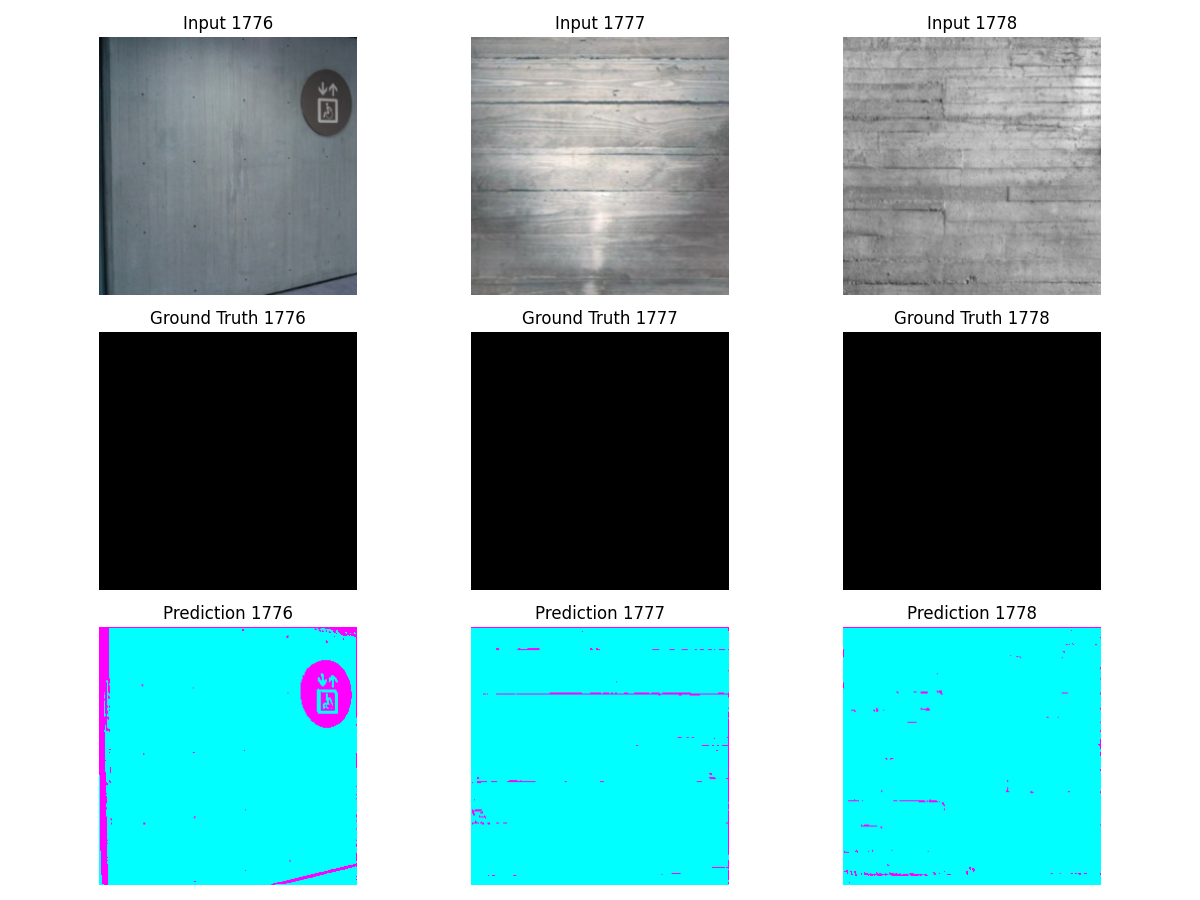 Input 1776
Input 1777
Input 1778
Ground Truth 1776
Ground Truth 1777
Ground Truth 1778
Prediction 1776
Prediction 1777
Prediction 1778